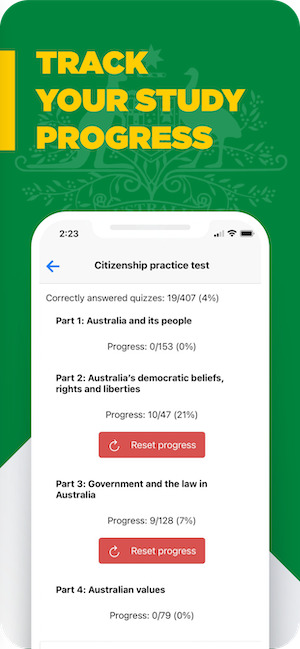 TRACK
YOUR STUDY
PROGRESS
2:23
Citizenship practice test
Correctly answered quizzes: 19/407 (4%)
Part 1: Australia and its people
Progress: 0/153 (0%)
Part 2: Australia's democratic beliefs,
rights and liberties
Progress: 10/47 (21%)
Reset progress
Part 3: Government and the law in
Australia
Progress: 9/128 (7%)
Reset progress
Part 4: Australian values
Progress: 0/79 (0%)